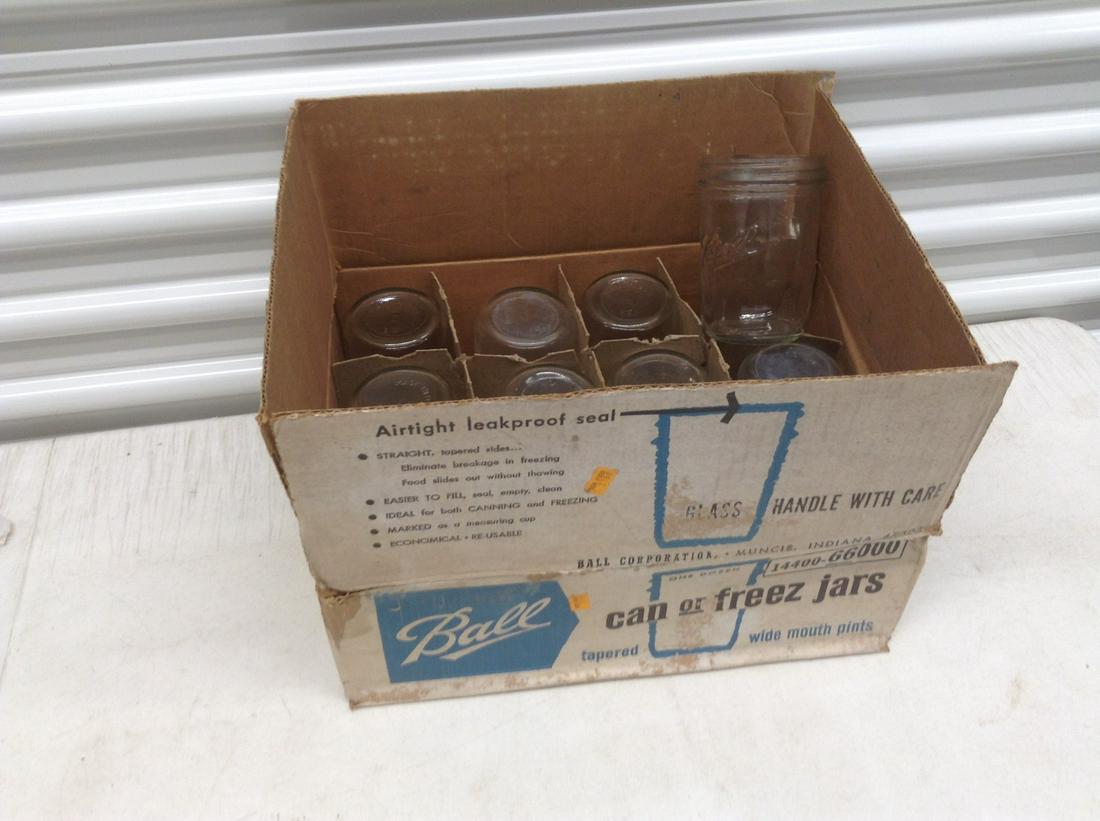 Airtight leakproof seal
• STRAIGHT, tapered sides...
Eliminate breakage in freezing
Food slides out without thawing
• EASIER TO FILL, seal, empty, clean
• IDEAL for both CANNING and FREEZING
• MARKED as a measuring cup
• ECONOMICAL • RE-USABLE
GLASS HANDLE WITH CARE
BALL CORPORATION, • MUNCIE, INDIANA
ONE DOZEN
14400-66000
Ball
can or freez jars
tapered wide mouth pints